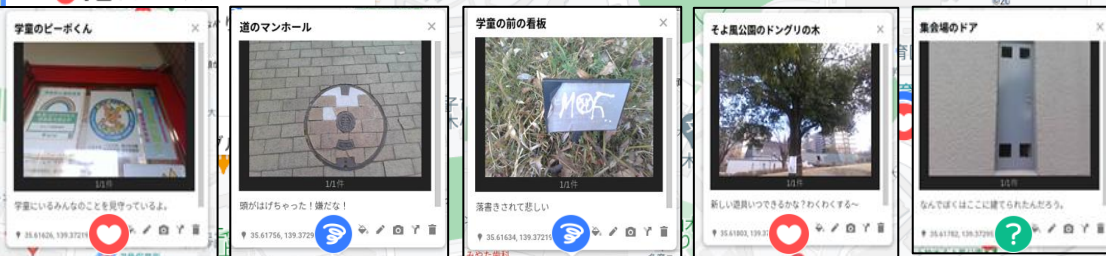 学童のピーポくん
1/1件
学童にいるみんなのことを見守っているよ。
35.61626, 139.37219
道のマンホール
1/1件
頭がはげちゃった！嫌だな！
35.61756, 139.3729
学童の前の看板
1/1件
落書きされて悲しい
35.61634, 139.37215
そよ風公園のドングリの木
1/1件
新しい遊具いつできるかな？わくわくする〜
35.61803, 139.37
集会場のドア
1/1件
なんでぼくはここに建てられたんだろう。
35.61782, 139.37295
?